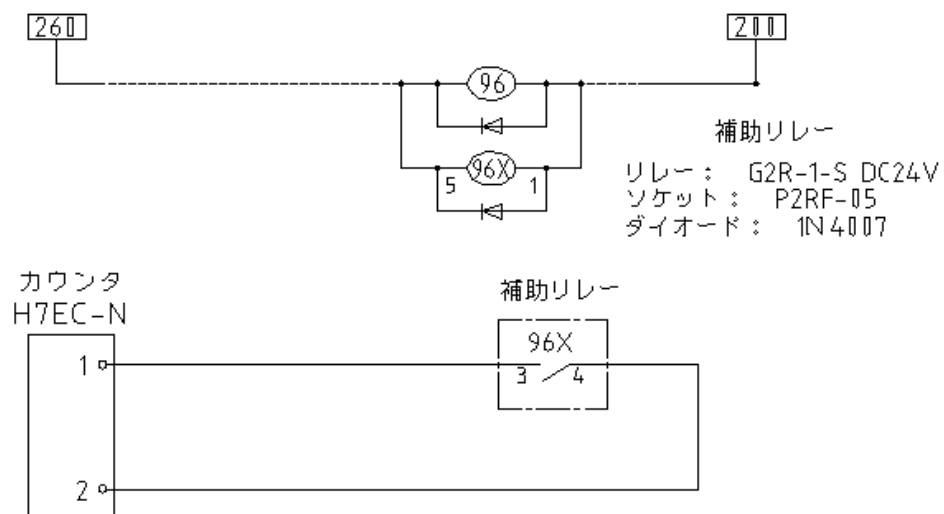 260
200
96
96X
5
1
補助リレー
リレー： G2R-1-S DC24V
ソケット： P2RF-05
ダイオード： 1N4007
カウンタ
H7EC-N
補助リレー
96X
1
3
4
2